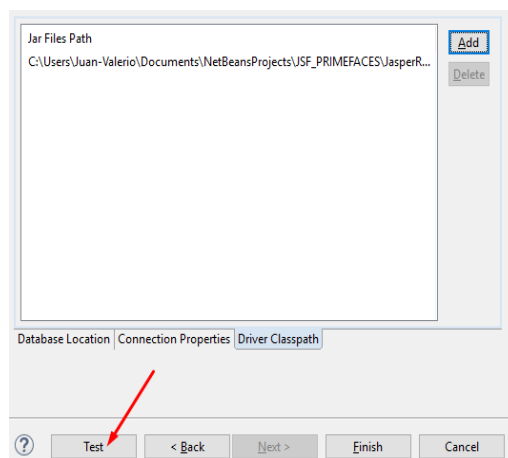 Jar Files Path
Add
C:\Users\Juan-Valerio\Documents\NetBeansProjects\JSF_PRIMEFACES\JasperR...
Delete
Database Location Connection Properties Driver Classpath
? Test < Back Next > Finish Cancel